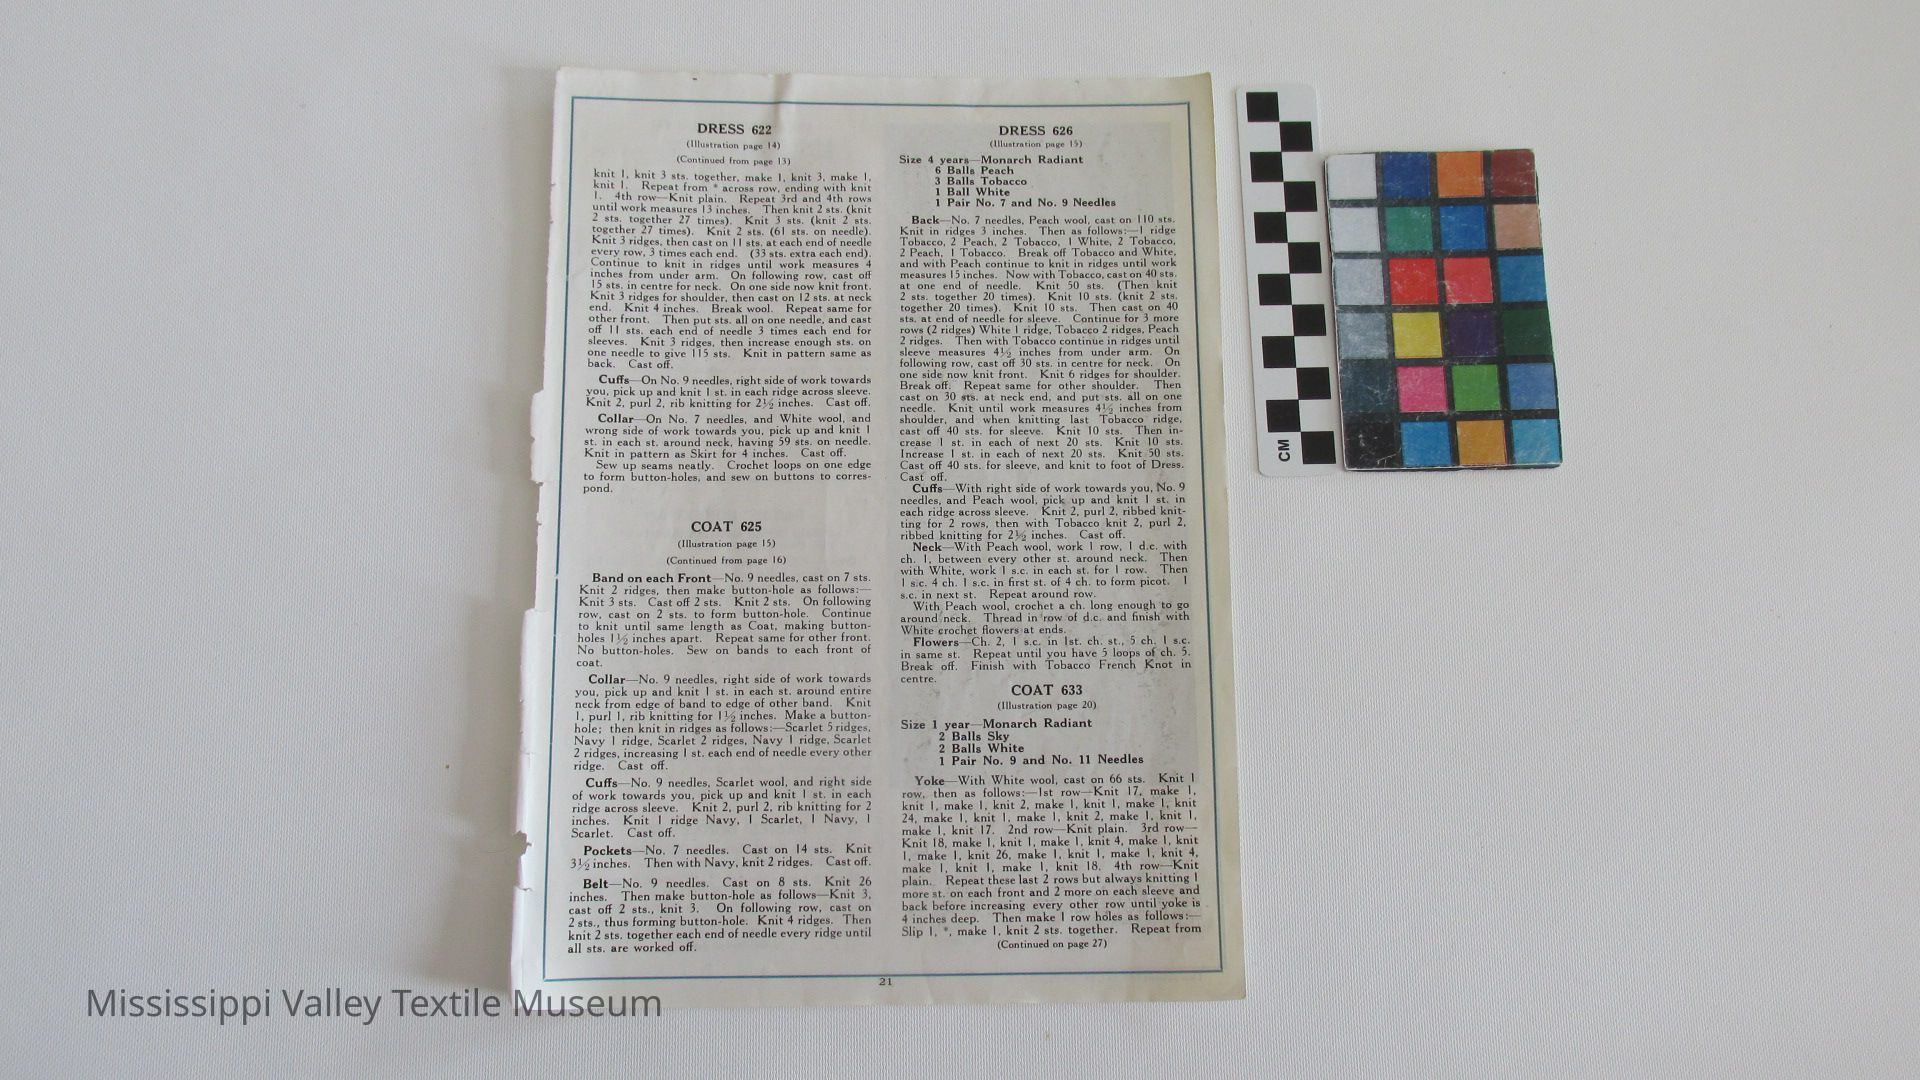 DRESS 622
(Illustration page 14)
(Continued from page 13)
knit 1, knit 3 sts. together, make 1, knit 3, make 1,
knit 1. Repeat from * across row, ending with knit
1. 4th row—Knit plain. Repeat 3rd and 4th rows
until work measures 13 inches. Then knit 2 sts. (knit
2 sts. together 27 times). Knit 3 sts. (knit 2 sts.
together 27 times). Knit 2 sts. (61 sts. on needle).
Knit 3 ridges, then cast on 11 sts. at each end of needle
every row, 3 times each end. (33 sts. extra each end).
Continue to knit in ridges until work measures 4
inches from under arm. On following row, cast off
15 sts. in centre for neck. On one side now knit front.
Knit 3 ridges for shoulder, then cast on 12 sts. at neck
end. Knit 4 inches. Break wool. Repeat same for
other front. Then put sts. all on one needle, and cast
off 11 sts. each end of needle 3 times each end for
sleeves. Knit 3 ridges, then increase enough sts. on
one needle to give 115 sts. Knit in pattern same as
back. Cast off.
Cuffs—On No. 9 needles, right side of work towards
you, pick up and knit 1 st. in each ridge across sleeve.
Knit 2, purl 2, rib knitting for 2½ inches. Cast off.
Collar—On No. 7 needles, and White wool, and
wrong side of work towards you, pick up and knit 1
st. in each st. around neck, having 59 sts. on needle.
Knit in pattern as Skirt for 4 inches. Cast off.
Sew up seams neatly. Crochet loops on one edge
to form button-holes, and sew on buttons to corres-
pond.
COAT 625
(Illustration page 15)
(Continued from page 16)
Band on each Front—No. 9 needles, cast on 7 sts.
Knit 2 ridges, then make button-hole as follows:—
Knit 3 sts. Cast off 2 sts. Knit 2 sts. On following
row, cast on 2 sts. to form button-hole. Continue
to knit until same length as Coat, making button-
holes 1½ inches apart. Repeat same for other front.
No button-holes. Sew on bands to each front of
coat.
Collar—No. 9 needles, right side of work towards
you, pick up and knit 1 st. in each st. around entire
neck from edge of band to edge of other band. Knit
1, purl 1, rib knitting for 1½ inches. Make a button-
hole; then knit in ridges as follows:—Scarlet 5 ridges,
Navy 1 ridge, Scarlet 2 ridges, Navy 1 ridge, Scarlet
2 ridges, increasing 1 st. each end of needle every other
ridge. Cast off.
Cuffs—No. 9 needles, Scarlet wool, and right side
of work towards you, pick up and knit 1 st. in each
ridge across sleeve. Knit 2, purl 2, rib knitting for 2
inches. Knit 1 ridge Navy, 1 Scarlet, 1 Navy, 1
Scarlet. Cast off.
Pockets—No. 7 needles. Cast on 14 sts. Knit
3½ inches. Then with Navy, knit 2 ridges. Cast off.
Belt—No. 9 needles. Cast on 8 sts. Knit 26
inches. Then make button-hole as follows—Knit 3,
cast off 2 sts., knit 3. On following row, cast on
2 sts., thus forming button-hole. Knit 4 ridges. Then
knit 2 sts. together each end of needle every ridge until
all sts. are worked off.
DRESS 626
(Illustration page 15)
Size 4 years—Monarch Radiant
6 Balls Peach
3 Balls Tobacco
1 Ball White
1 Pair No. 7 and No. 9 Needles
Back—No. 7 needles, Peach wool, cast on 110 sts.
Knit in ridges 3 inches. Then as follows:—1 ridge
Tobacco, 2 Peach, 2 Tobacco, 1 White, 2 Tobacco,
2 Peach, 1 Tobacco. Break off Tobacco and White,
and with Peach continue to knit in ridges until work
measures 15 inches. Now with Tobacco, cast on 40 sts.
at one end of needle. Knit 50 sts. (Then knit
2 sts. together 20 times). Knit 10 sts. (knit 2 sts.
together 20 times). Knit 10 sts. Then cast on 40
sts. at end of needle for sleeve. Continue for 3 more
rows (2 ridges) White 1 ridge, Tobacco 2 ridges, Peach
2 ridges. Then with Tobacco continue in ridges until
sleeve measures 4½ inches from under arm. On
following row, cast off 30 sts. in centre for neck. On
one side now knit front. Knit 6 ridges for shoulder.
Break off. Repeat same for other shoulder. Then
cast on 30 sts. at neck end, and put sts. all on one
needle. Knit until work measures 4½ inches from
shoulder, and when knitting last Tobacco ridge,
cast off 40 sts. for sleeve. Knit 10 sts. Then in-
crease 1 st. in each of next 20 sts. Knit 10 sts.
Increase 1 st. in each of next 20 sts. Knit 50 sts.
Cast off 40 sts. for sleeve, and knit to foot of Dress.
Cast off.
Cuffs—With right side of work towards you, No. 9
needles, and Peach wool, pick up and knit 1 st. in
each ridge across sleeve. Knit 2, purl 2, ribbed knit-
ting for 2 rows, then with Tobacco knit 2, purl 2,
ribbed knitting for 2½ inches. Cast off.
Neck—With Peach wool, work 1 row, 1 d.c. with
ch. 1, between every other st. around neck. Then
with White, work 1 s.c. in each st. for 1 row. Then
1 s.c. 4 ch. 1 s.c. in first st. of 4 ch. to form picot. 1
s.c. in next st. Repeat around row.
With Peach wool, crochet a ch. long enough to go
around neck. Thread in row of d.c. and finish with
White crochet flowers at ends.
Flowers—Ch. 2, 1 s.c. in 1st. ch. st., 5 ch. 1 s.c.
in same st. Repeat until you have 5 loops of ch. 5.
Break off. Finish with Tobacco French Knot in
centre.
COAT 633
(Illustration page 20)
Size 1 year—Monarch Radiant
2 Balls Sky
2 Balls White
1 Pair No. 9 and No. 11 Needles
Yoke—With White wool, cast on 66 sts. Knit 1
row, then as follows:—1st row—Knit 17, make 1,
knit 1, make 1, knit 2, make 1, knit 1, make 1, knit
24, make 1, knit 1, make 1, knit 2, make 1, knit 1,
make 1, knit 17. 2nd row—Knit plain. 3rd row—
Knit 18, make 1, knit 1, make 1, knit 4, make 1, knit
1, make 1, knit 26, make 1, knit 1, make 1, knit 4,
make 1, knit 1, make 1, knit 18. 4th row—Knit
plain. Repeat these last 2 rows but always knitting 1
more st. on each front and 2 more on each sleeve and
back before increasing every other row until yoke is
4 inches deep. Then make 1 row holes as follows:—
Slip 1, *, make 1, knit 2 sts. together. Repeat from
(Continued on page 27)
21
CM
Mississippi Valley Textile Museum